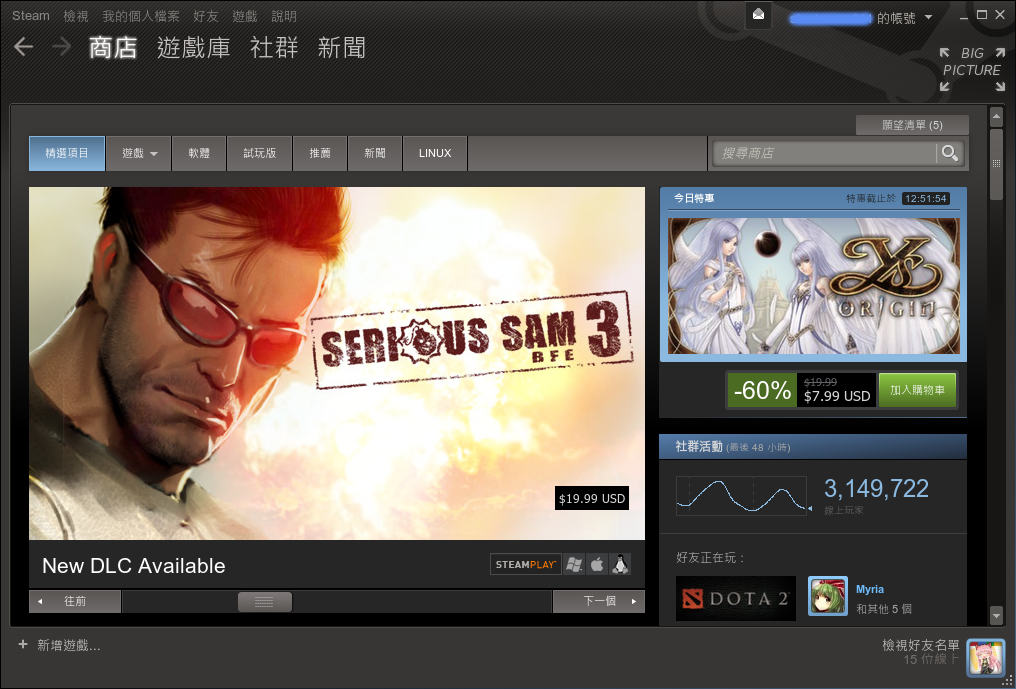 Steam 檢視 我的個人檔案 好友 遊戲 說明
的帳號
商店 遊戲庫 社群 新聞
BIG
PICTURE
願望清單 (5)
精選項目 遊戲 軟體 試玩版 推薦 新聞 LINUX
搜尋商店
今日特惠 特惠截止於 12:51:54
YS
ORIGIN
SERIOUS SAM 3
BFE
-60% $19.99
$7.99 USD
加入購物車
$19.99 USD
New DLC Available
STEAMPLAY
往前 下一個
社群活動 (最後 48 小時)
3,149,722
線上玩家
好友正在玩：
DOTA 2
Myria
和其他 5 個
+ 新增遊戲...
檢視好友名單
15 位線上